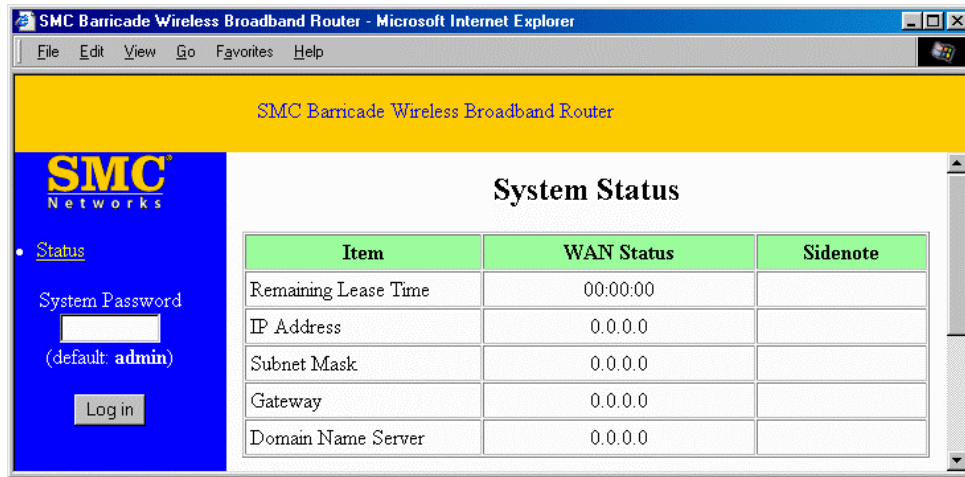 SMC Barricade Wireless Broadband Router - Microsoft Internet Explorer
File Edit View Go Favorites Help
SMC Barricade Wireless Broadband Router
SMC®
Networks
• Status
System Password
(default: admin)
Log in
System Status
Item WAN Status Sidenote
Remaining Lease Time 00:00:00
IP Address 0.0.0.0
Subnet Mask 0.0.0.0
Gateway 0.0.0.0
Domain Name Server 0.0.0.0